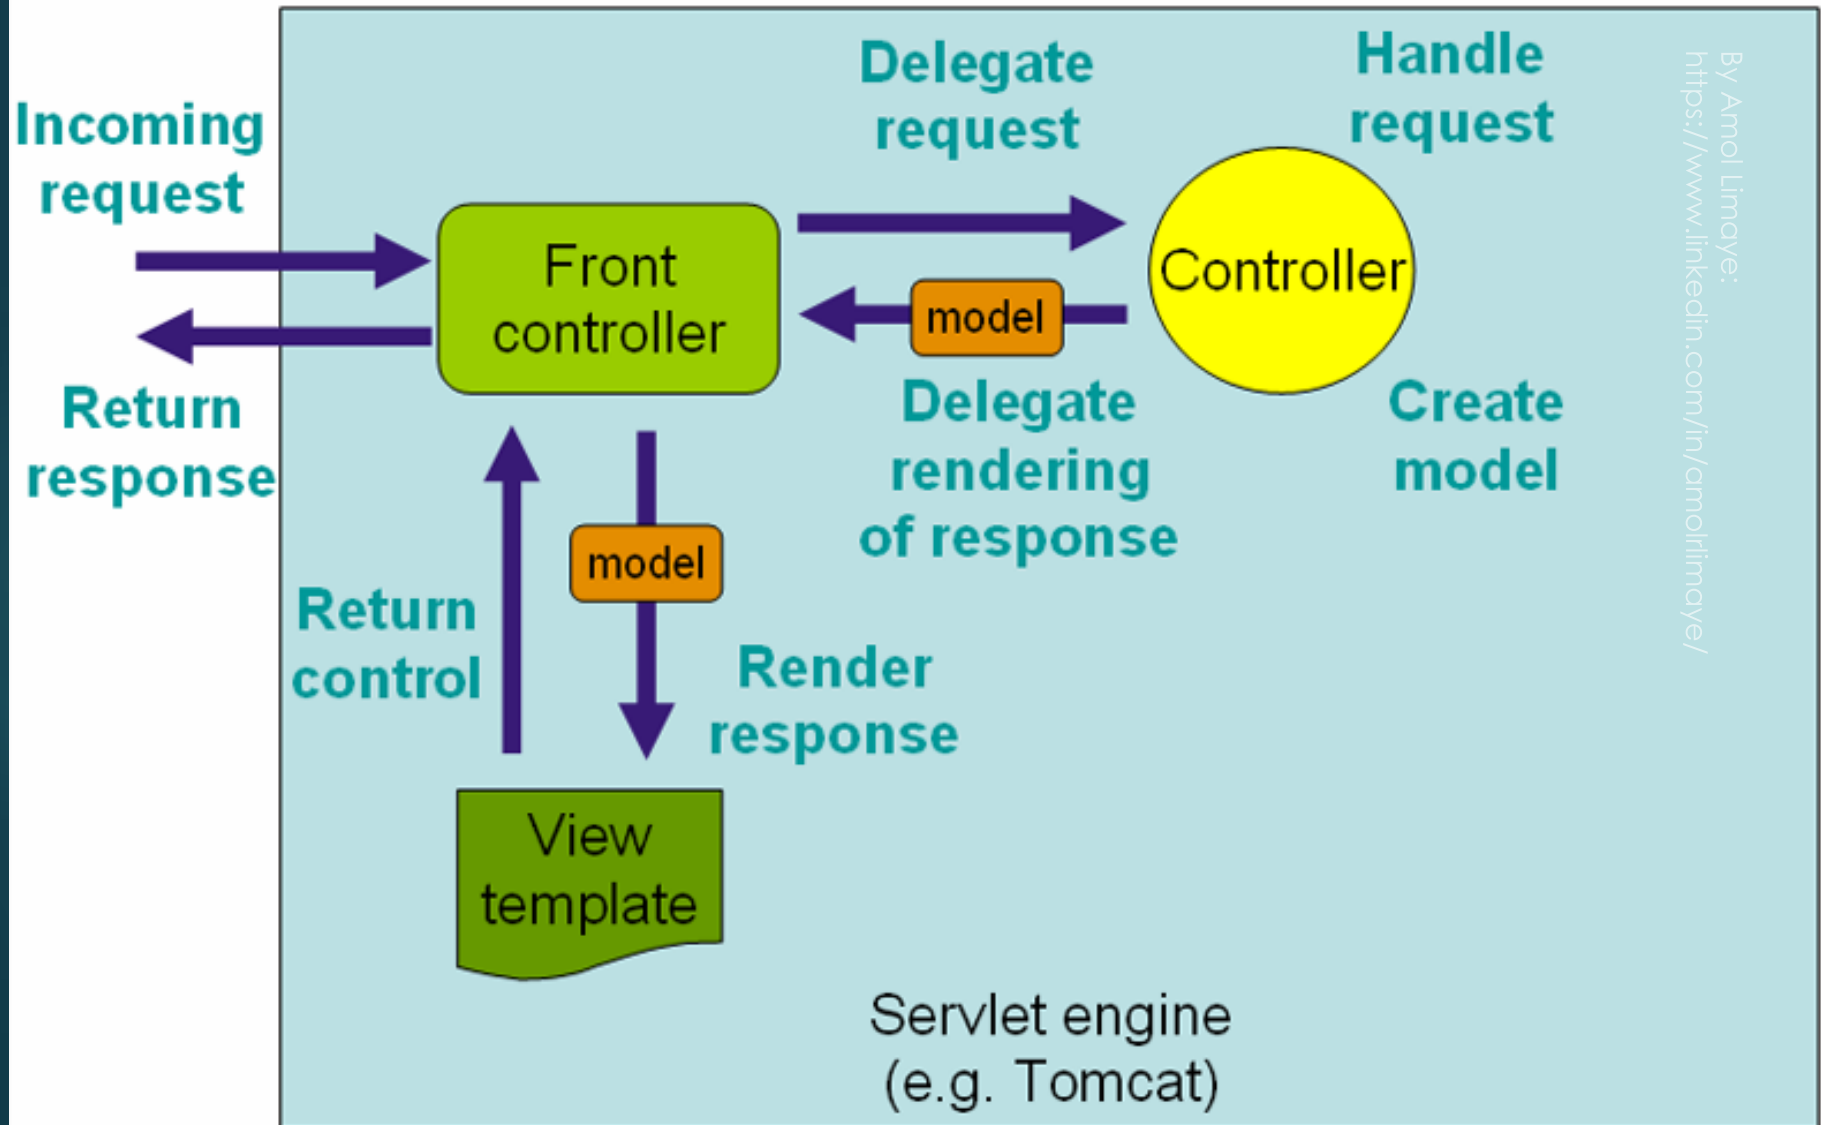 Incoming
request
Return
response
Front
controller
Delegate
request
Handle
request
Controller
model
Delegate
rendering
of response
Create
model
model
Return
control
Render
response
View
template
Servlet engine
(e.g. Tomcat)
By Amol Limaye:
https://www.linkedin.com/in/amolrlimaye/